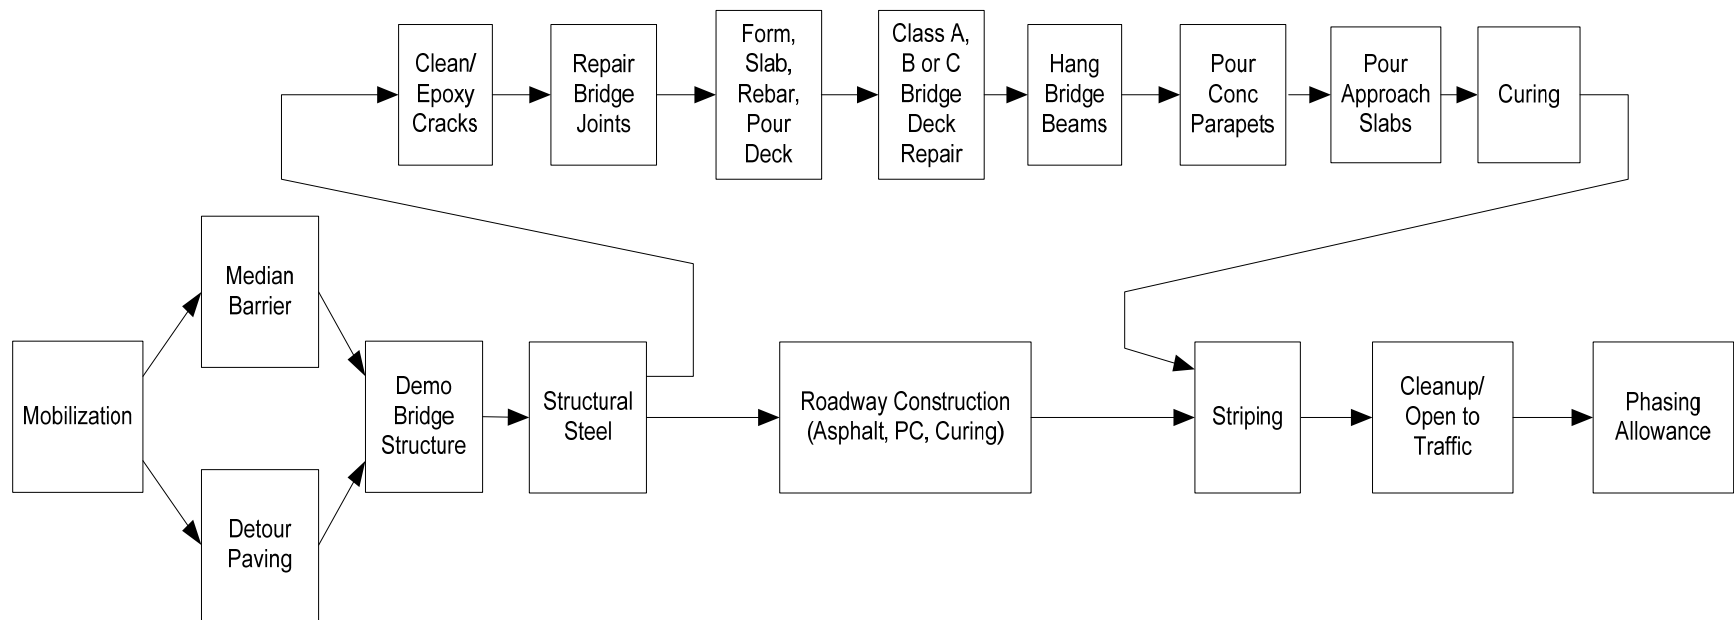 Clean/
Epoxy
Cracks
Repair
Bridge
Joints
Form,
Slab,
Rebar,
Pour
Deck
Class A,
B or C
Bridge
Deck
Repair
Hang
Bridge
Beams
Pour
Conc
Parapets
Pour
Approach
Slabs
Curing
Median
Barrier
Mobilization
Detour
Paving
Demo
Bridge
Structure
Structural
Steel
Roadway Construction
(Asphalt, PC, Curing)
Striping
Cleanup/
Open to
Traffic
Phasing
Allowance